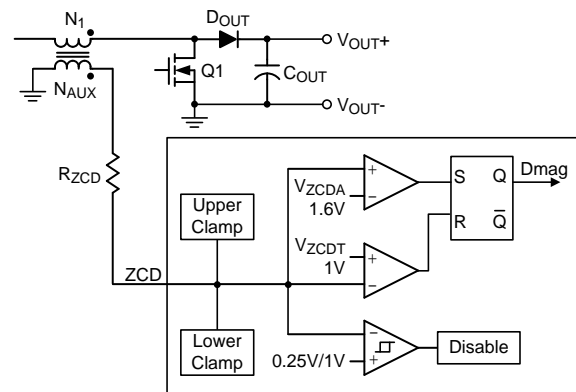 N1
DOUT
VOUT+
Q1
COUT
NAUX
VOUT-
RZCD
Upper
Clamp
VZCDA
1.6V
+
−
S
Q
Dmag
R
Q̅
VZCDT
1V
+
−
ZCD
Lower
Clamp
−
+
0.25V/1V
Disable